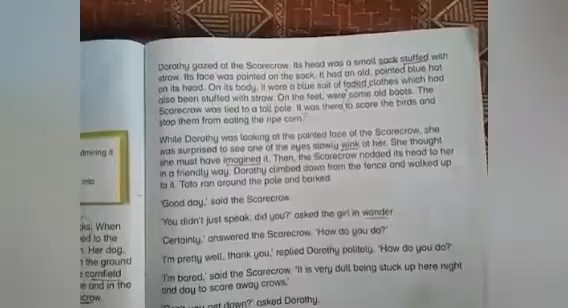 Dorothy gazed at the Scarecrow. Its head was a small sack stuffed with
straw. Its face was painted on the sack. It had an old, pointed blue hat
on its head. On its body, it wore a blue suit of faded clothes which had
also been stuffed with straw. On the feet, were some old boots. The
Scarecrow was tied to a tall pole. It was there to scare the birds and
stop them from eating the ripe corn.
While Dorothy was looking at the painted face of the Scarecrow, she
was surprised to see one of the eyes slowly wink at her. She thought
she must have imagined it. Then, the Scarecrow nodded its head to her
in a friendly way. Dorothy climbed down from the fence and walked up
to it. Toto ran around the pole and barked.
'Good day,' said the Scarecrow.
'You didn't just speak, did you?' asked the girl in wonder.
'Certainly,' answered the Scarecrow. 'How do you do?'
'I'm pretty well, thank you,' replied Dorothy politely. 'How do you do?'
'I'm bored,' said the Scarecrow. 'It is very dull being stuck up here night
and day to scare away crows.'
you get down?' asked Dorothy.
it
into
When
to the
Her dog,
the ground
cornfield
and in the